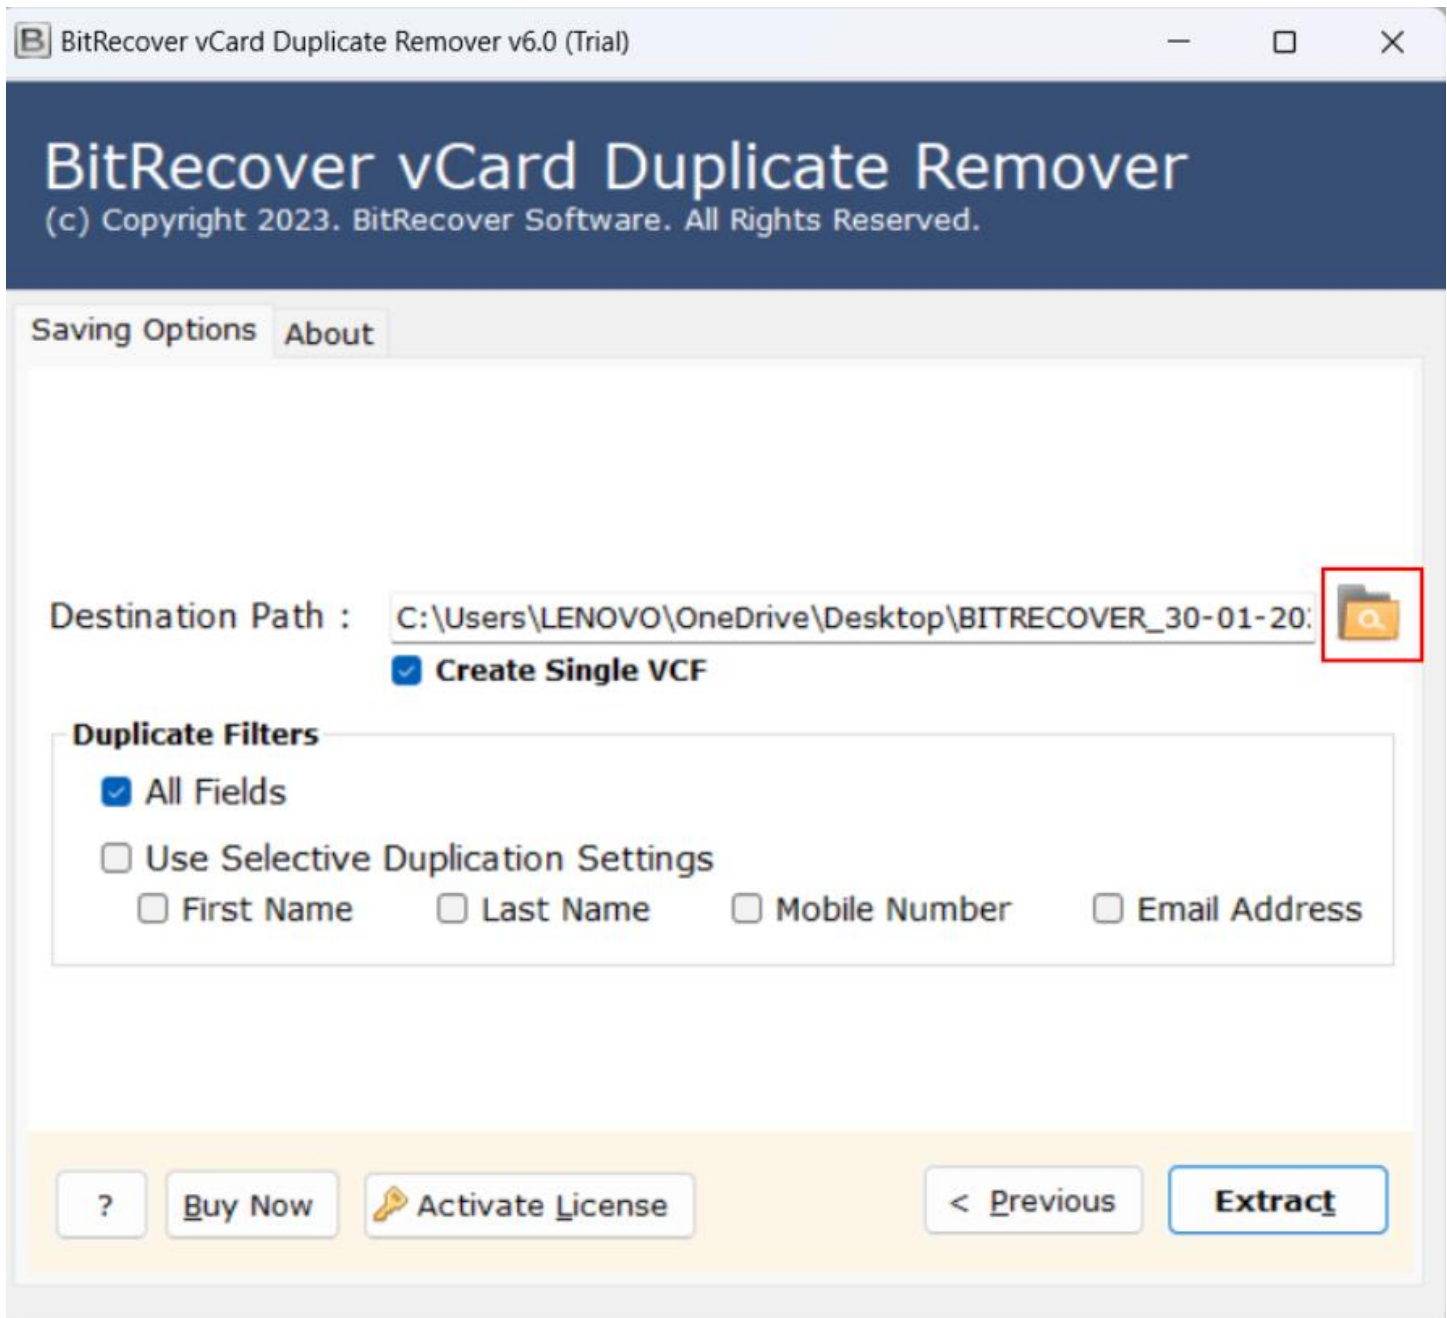 BitRecover vCard Duplicate Remover v6.0 (Trial)
BitRecover vCard Duplicate Remover
(c) Copyright 2023. BitRecover Software. All Rights Reserved.
Saving Options About
Destination Path : C:\Users\LENOVO\OneDrive\Desktop\BITRECOVER_30-01-20
Create Single VCF
Duplicate Filters
All Fields
Use Selective Duplication Settings
First Name Last Name Mobile Number Email Address
? Buy Now Activate License < Previous Extract